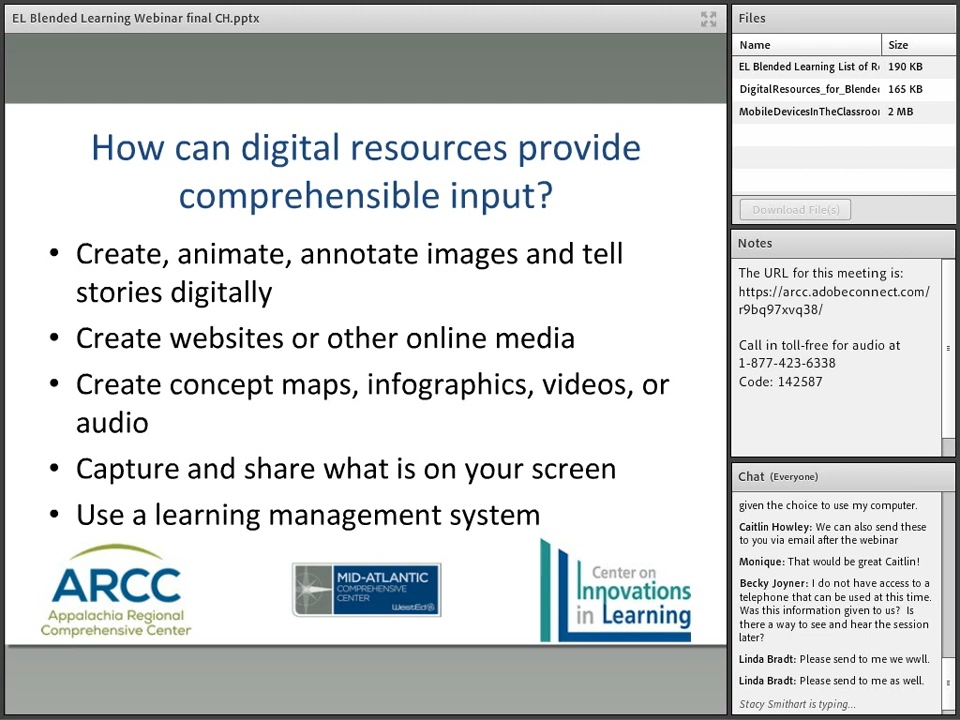 EL Blended Learning Webinar final CH.pptx
How can digital resources provide
comprehensible input?
• Create, animate, annotate images and tell
stories digitally
• Create websites or other online media
• Create concept maps, infographics, videos, or
audio
• Capture and share what is on your screen
• Use a learning management system
ARCC
Appalachia Regional
Comprehensive Center
MID-ATLANTIC
COMPREHENSIVE
CENTER
WestEd
Center on
Innovations
in Learning
Files
Name Size
EL Blended Learning List of R 190 KB
DigitalResources_for_Blende 165 KB
MobileDevicesInTheClassroo 2 MB
Download File(s)
Notes
The URL for this meeting is:
https://arcc.adobeconnect.com/
r9bq97xvq38/
Call in toll-free for audio at
1-877-423-6338
Code: 142587
Chat (Everyone)
given the choice to use my computer.
Caitlin Howley: We can also send these
to you via email after the webinar
Monique: That would be great Caitlin!
Becky Joyner: I do not have access to a
telephone that can be used at this time.
Was this information given to us? Is
there a way to see and hear the session
later?
Linda Bradt: Please send to me we wwll.
Linda Bradt: Please send to me as well.
Stacy Smithart is typing...